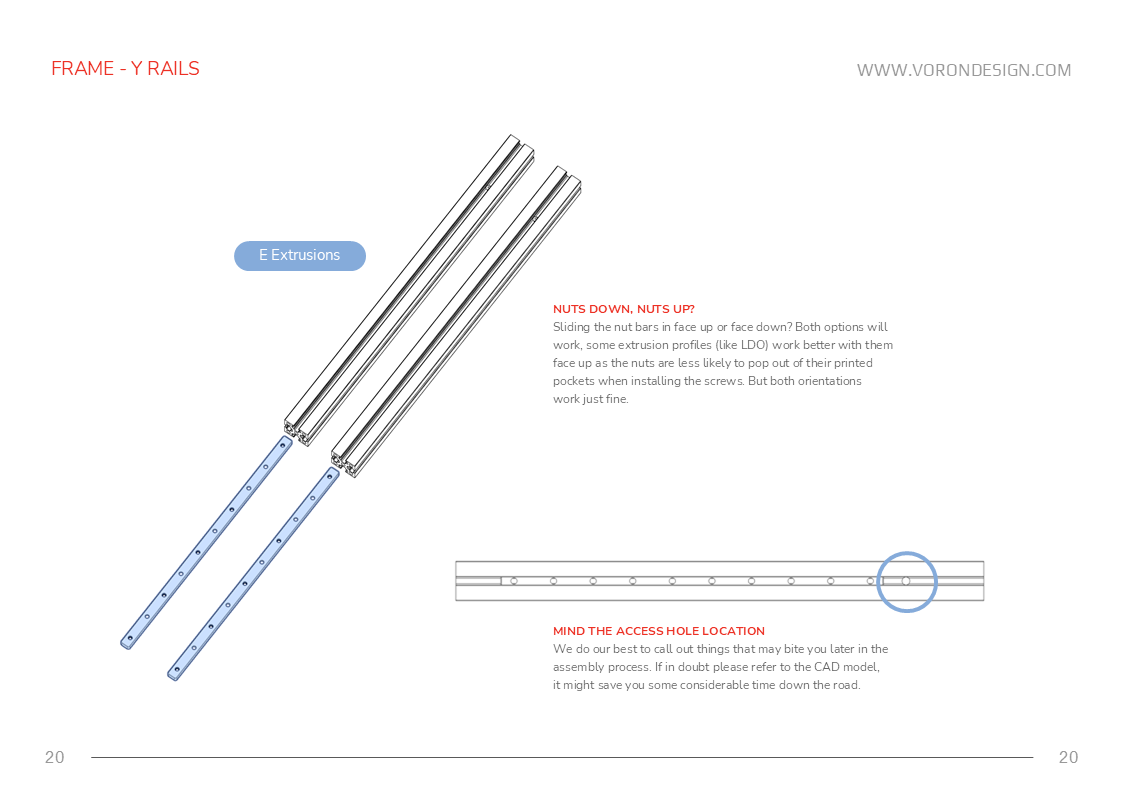 FRAME - Y RAILS
WWW.VORONDESIGN.COM
E Extrusions
NUTS DOWN, NUTS UP?
Sliding the nut bars in face up or face down? Both options will
work, some extrusion profiles (like LDO) work better with them
face up as the nuts are less likely to pop out of their printed
pockets when installing the screws. But both orientations
work just fine.
MIND THE ACCESS HOLE LOCATION
We do our best to call out things that may bite you later in the
assembly process. If in doubt please refer to the CAD model,
it might save you some considerable time down the road.
20
20